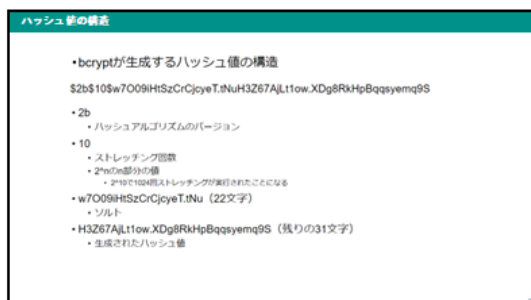 ハッシュ値の構造
•bcryptが生成するハッシュ値の構造
$2b$10$w7O09iHtSzCrCjcyeT.tNuH3Z67AjLt1ow.XDg8RkHpBqqsyemq9S
• 2b
• ハッシュアルゴリズムのバージョン
• 10
• ストレッチング回数
• 2^nのn部分の値
• 2^10で1024回ストレッチングが実行されたことになる
• w7O09iHtSzCrCjcyeT.tNu（22文字）
• ソルト
• H3Z67AjLt1ow.XDg8RkHpBqqsyemq9S（残りの31文字）
• 生成されたハッシュ値